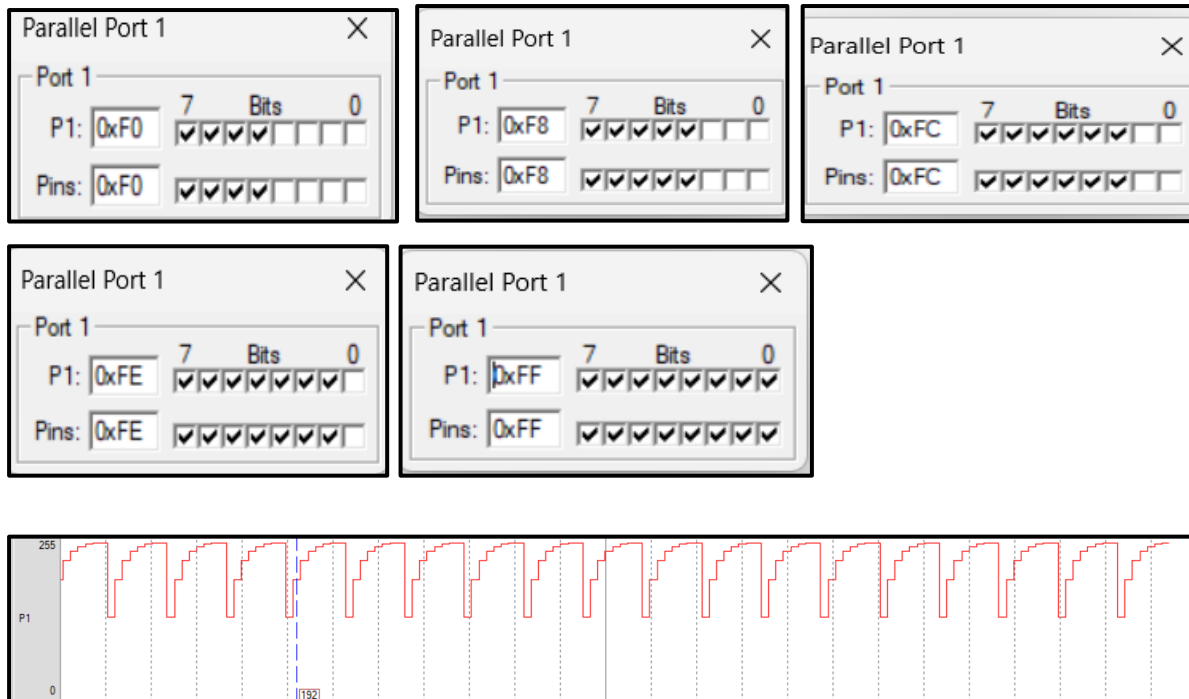 Parallel Port 1
Port 1
7 Bits 0
P1: 0xF0
Pins: 0xF0
Parallel Port 1
Port 1
7 Bits 0
P1: 0xF8
Pins: 0xF8
Parallel Port 1
Port 1
7 Bits 0
P1: 0xFC
Pins: 0xFC
Parallel Port 1
Port 1
7 Bits 0
P1: 0xFE
Pins: 0xFE
Parallel Port 1
Port 1
7 Bits 0
P1: 0xFF
Pins: 0xFF
255
P1
0
192